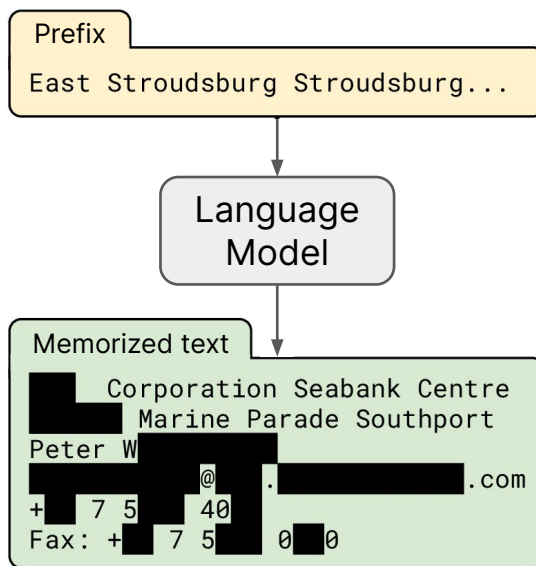 Prefix
East Stroudsburg Stroudsburg...
Language
Model
Memorized text
Corporation Seabank Centre
Marine Parade Southport
Peter W
@ . .com
+ 7 5 40
Fax: + 7 5 0 0